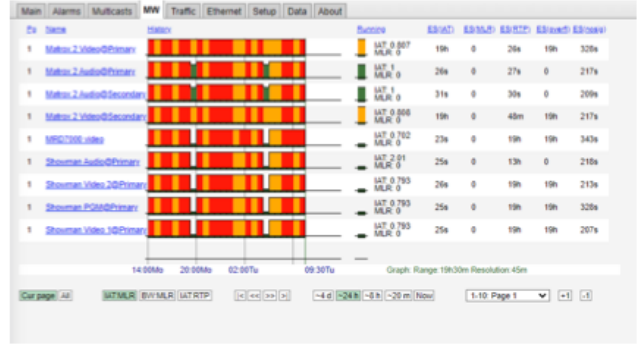 Main Alarms Multicasts MW Traffic Ethernet Setup Data About
Pg Name History Running ES(IAT) ES(MLR) ES(RTP) ES(avert) ES(nosig)
1 Matrox 2 Video@Primary IAT: 0.807 MLR: 0 19h 0 26s 19h 328s
1 Matrox 2 Audio@Primary IAT: 1 MLR: 0 26s 0 27s 0 217s
1 Matrox 2 Audio@Secondary IAT: 1 MLR: 0 31s 0 30s 0 209s
1 Matrox 2 Video@Secondary IAT: 0.808 MLR: 0 19h 0 48m 19h 217s
1 MRD7000 video IAT: 0.782 MLR: 0 23s 0 19h 19h 343s
1 Showman Audio@Primary IAT: 2.01 MLR: 0 25s 0 13h 0 218s
1 Showman Video 2@Primary IAT: 0.793 MLR: 0 26s 0 19h 19h 213s
1 Showman PGM@Primary IAT: 0.793 MLR: 0 25s 0 19h 19h 328s
1 Showman Video 1@Primary IAT: 0.793 MLR: 0 25s 0 19h 19h 207s
14:00Mo 20:00Mo 02:00Tu 09:30Tu Graph: Range:19h30m Resolution:45m
Cur page All IAT:MLR BW:MLR IAT:RTP |< << >> >| ~4 d ~24 h ~6 h ~20 m Now 1-10: Page 1 +1 -1